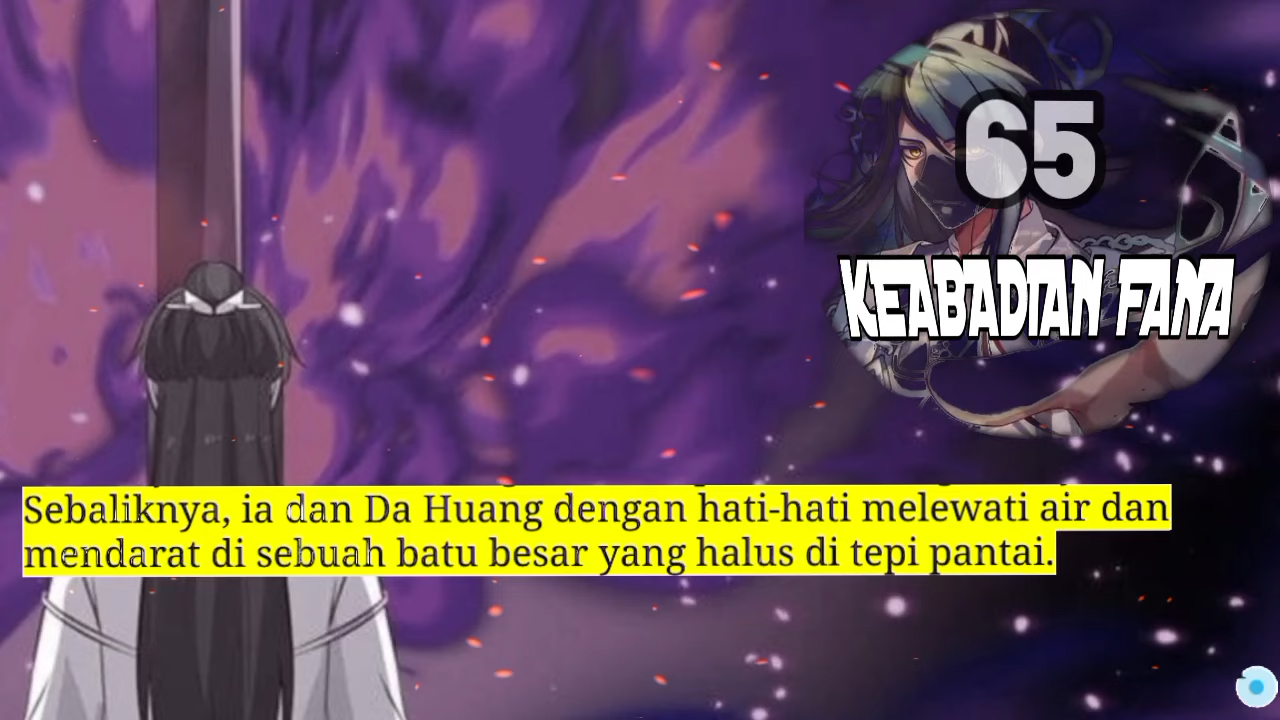 65
KEABADIAN FANA
Sebaliknya, ia dan Da Huang dengan hati-hati melewati air dan
mendarat di sebuah batu besar yang halus di tepi pantai.